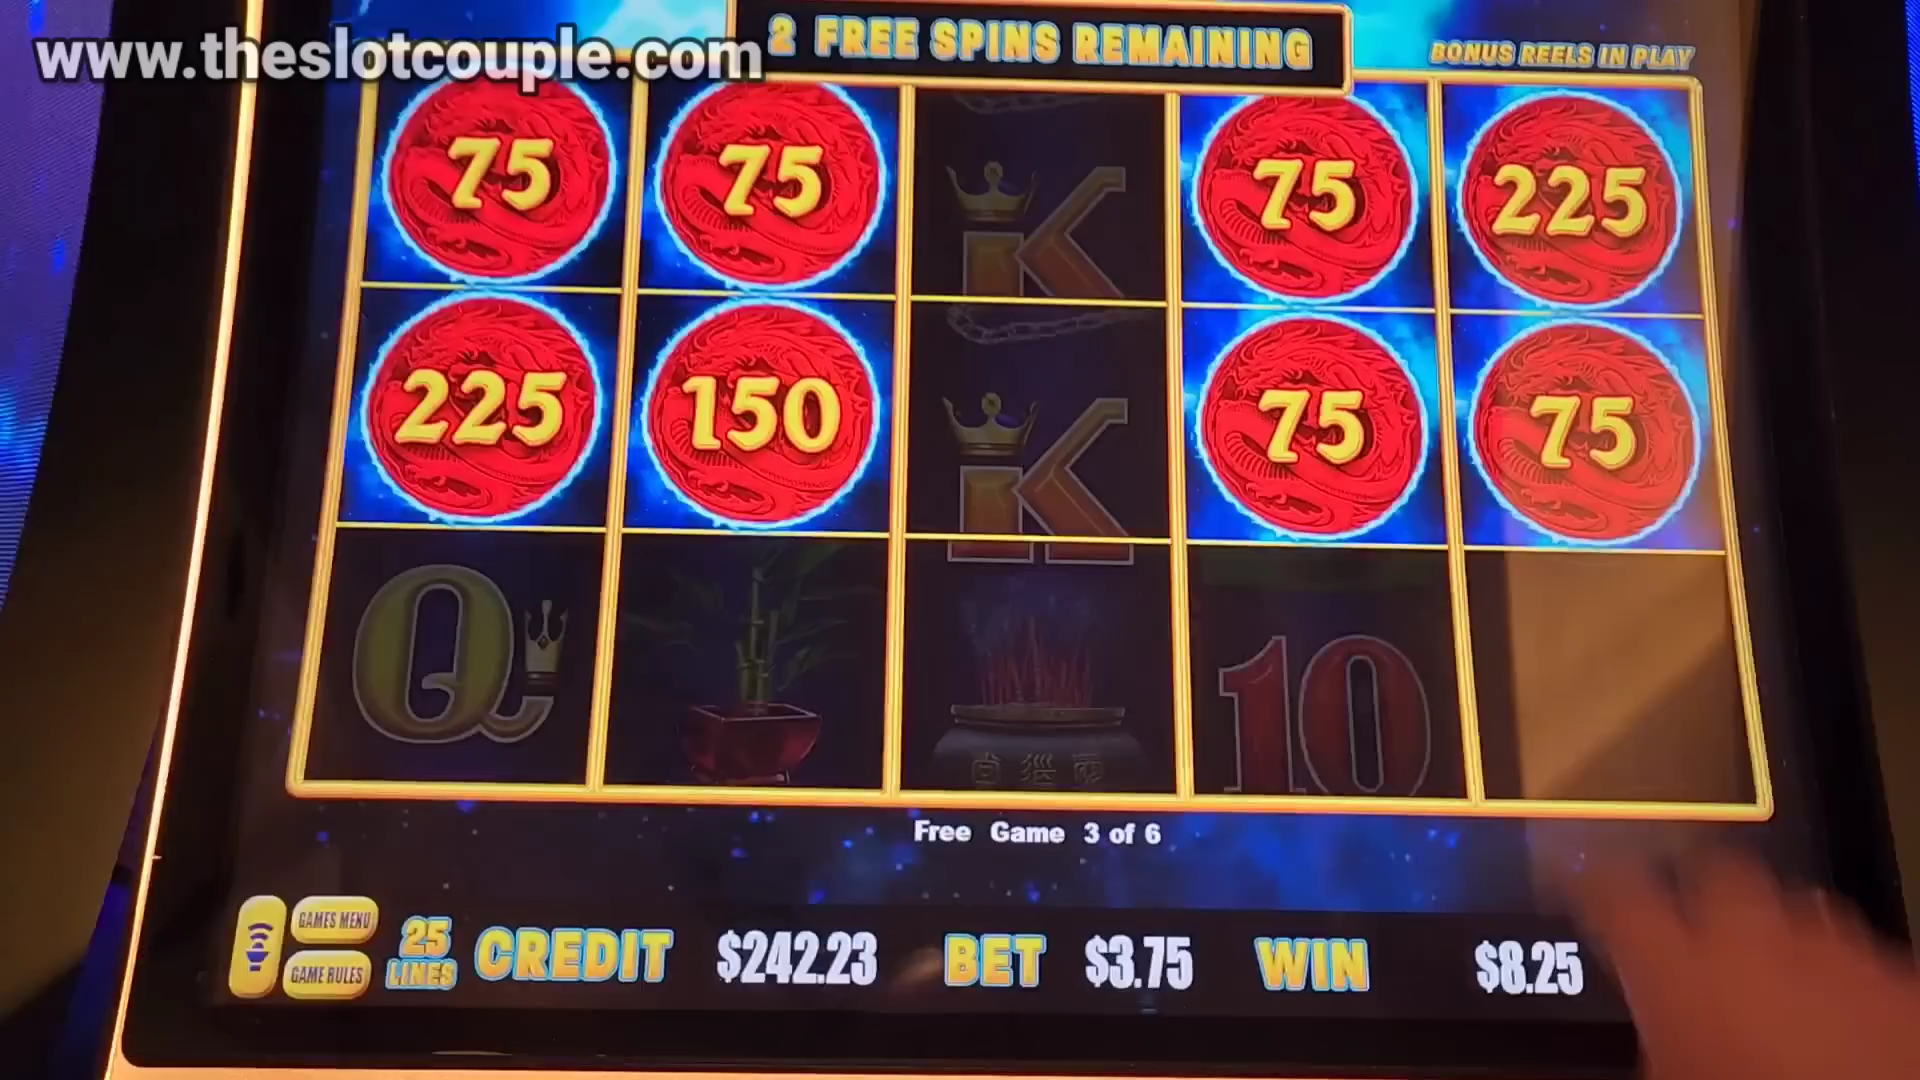 www.theslotcouple.com
2 FREE SPINS REMAINING
BONUS REELS IN PLAY
75 75 K 75 225
225 150 K 75 75
Q 10
Free Game 3 of 6
GAMES MENU
GAME RULES
25 LINES
CREDIT $242.23 BET $3.75 WIN $8.25